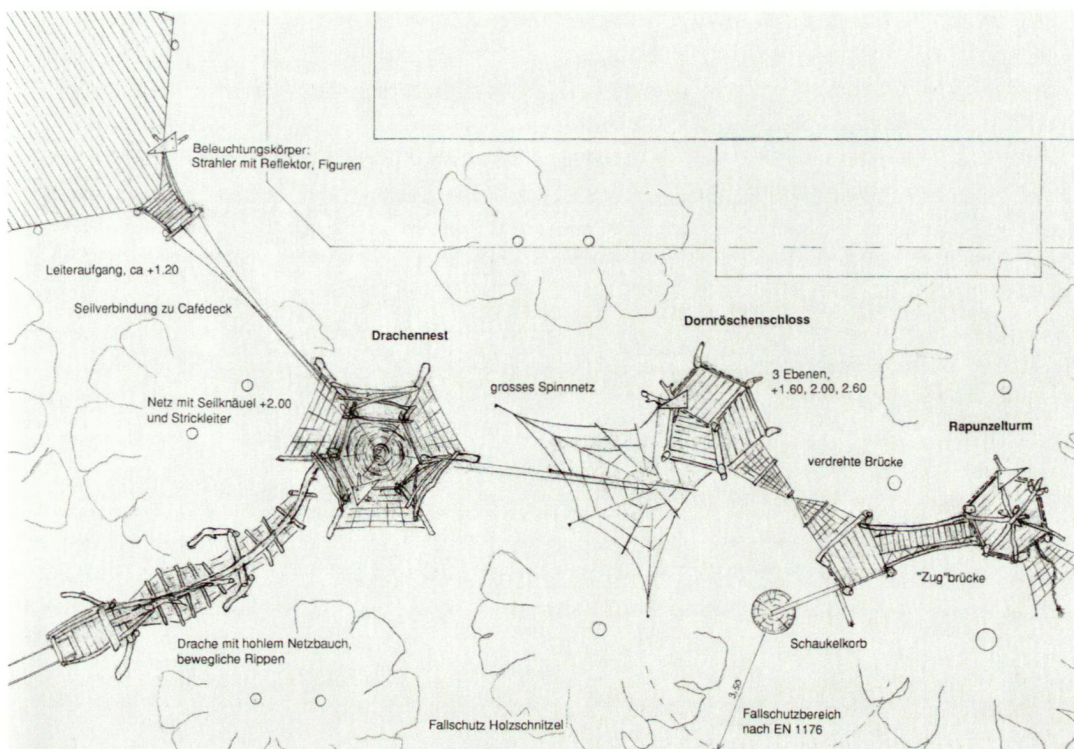 Beleuchtungskörper:
Strahler mit Reflektor, Figuren
Leiteraufgang, ca +1.20
Seilverbindung zu Cafédeck
Drachennest
Dornröschenschloss
3 Ebenen,
+1.60, 2.00, 2.60
grosses Spinnnetz
Netz mit Seilknäuel +2.00
und Strickleiter
Rapunzelturm
verdrehte Brücke
"Zug"brücke
Drache mit hohlem Netzbauch,
bewegliche Rippen
Schaukelkorb
3.50
Fallschutz Holzschnitzel
Fallschutzbereich
nach EN 1176